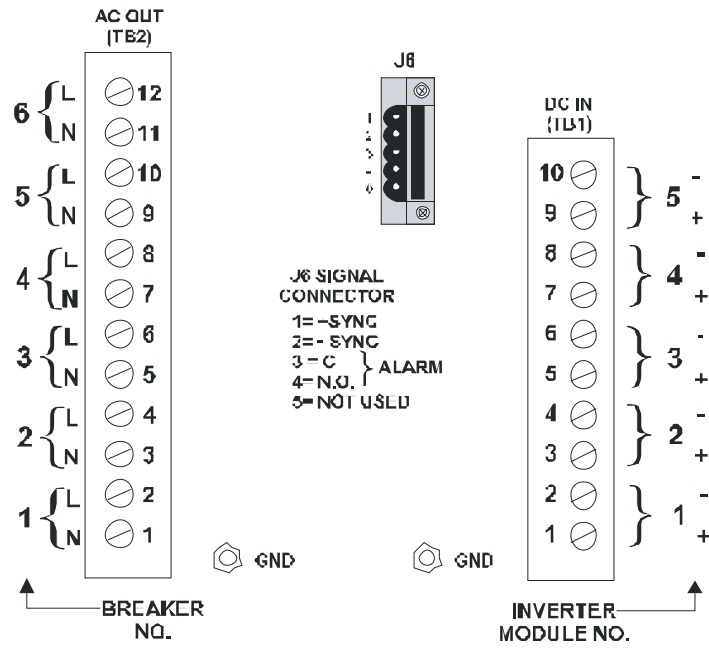 AC OUT
(TB2)
6 L 12
N 11
5 L 10
N 9
4 L 8
N 7
3 L 6
N 5
2 L 4
N 3
1 L 2
N 1
BREAKER
NO.
J6
1
2
3
J6 SIGNAL
CONNECTOR
1= -SYNC
2= - SYNC
3 = C
4= N.O.
ALARM
5= NOT USED
GND
GND
DC IN
(TB1)
10 -
9 5 +
8 -
7 4 +
6 -
5 3 +
4 -
3 2 +
2 -
1 1 +
INVERTER
MODULE NO.